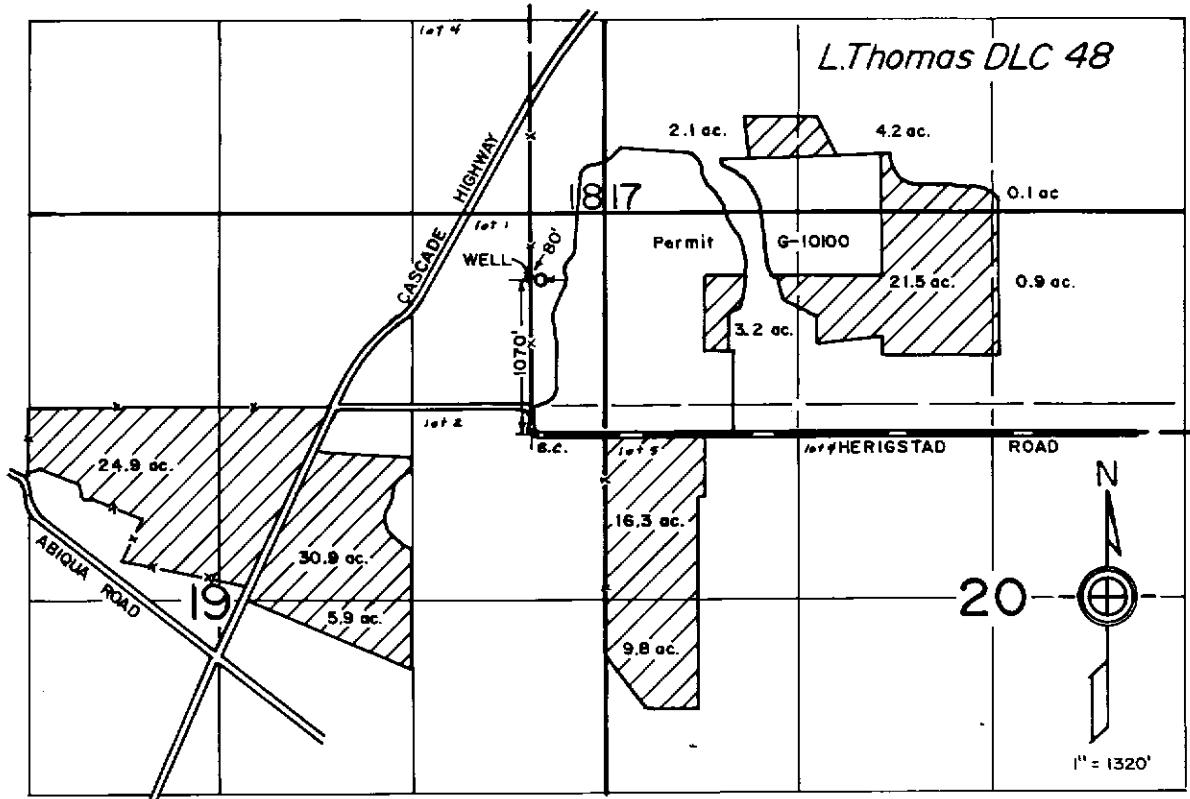 lot 4
L.Thomas DLC 48
2.1 ac.
4.2 ac.
CASCADE HIGHWAY
18 17
0.1 ac
lot 1
80'
Permit G-10100
WELL
21.5 ac.
0.9 ac.
3.2 ac.
1070'
lot 2
S.C.
lot 5
lot 4 HERIGSTAD ROAD
24.9 ac.
N
16.3 ac.
ABIQUA ROAD
30.9 ac.
19
20
5.9 ac.
9.8 ac.
1" = 1320'